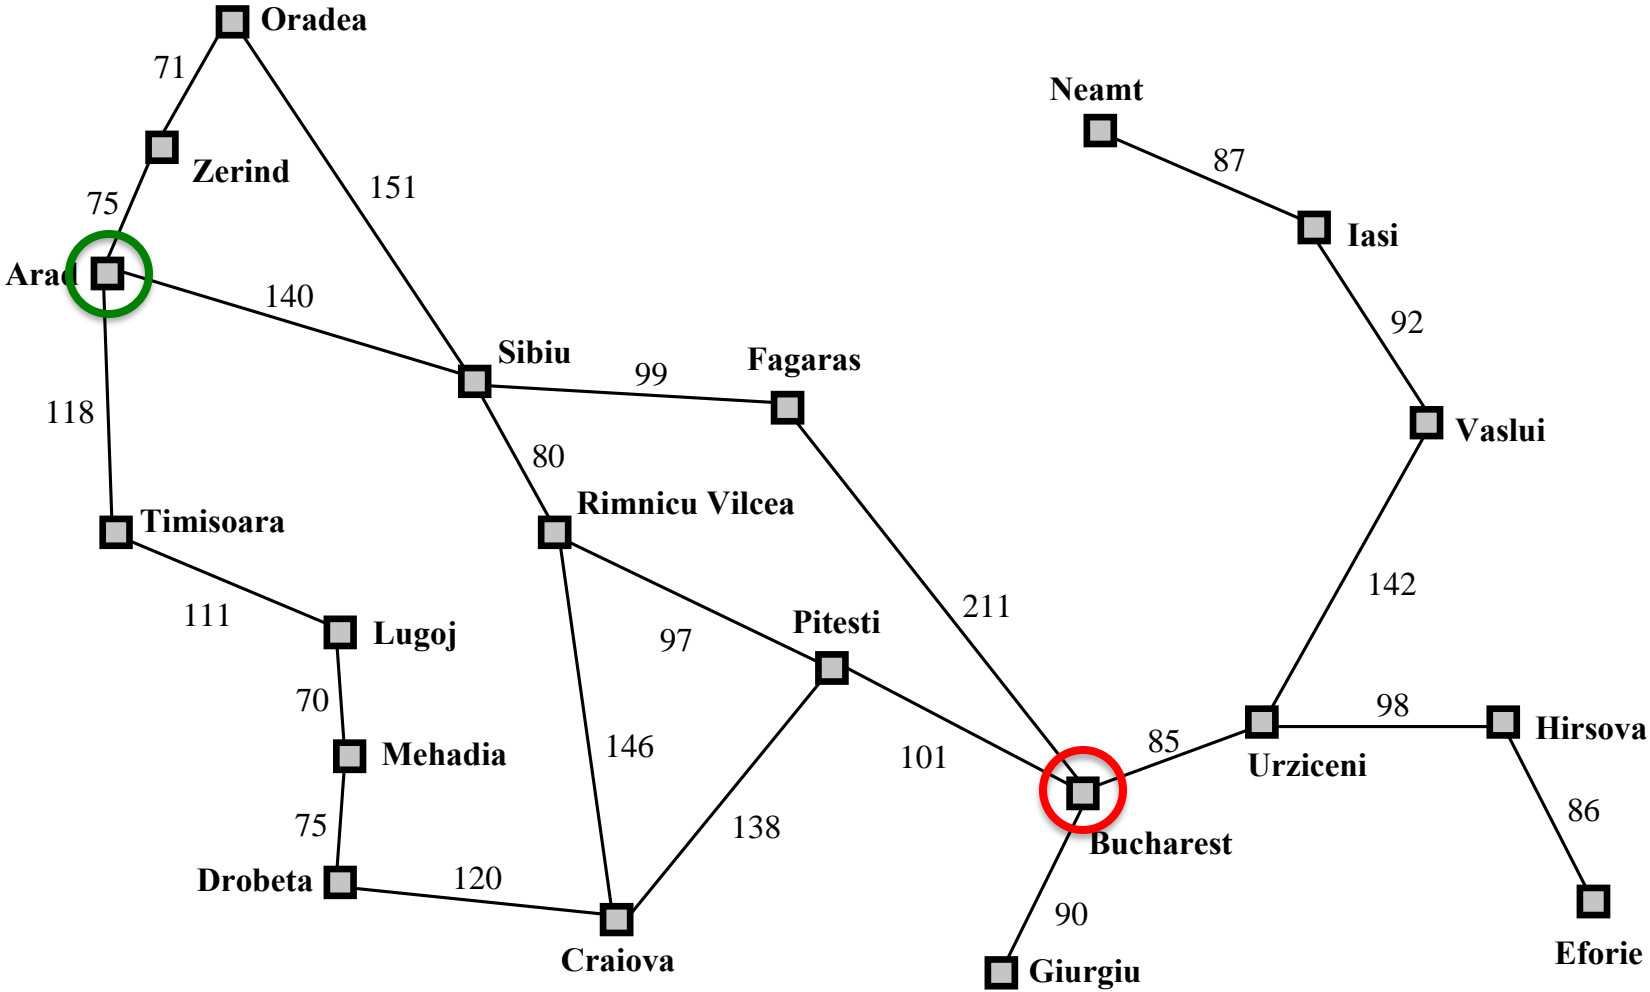 Oradea
71
Neamt
87
Zerind
151
75
Iasi
Arad
140
92
Sibiu
Fagaras
99
118
Vaslui
80
Rimnicu Vilcea
Timisoara
142
211
111
Pitesti
Lugoj
97
70
98
Hirsova
146
85
Mehadia
101
Urziceni
86
75
138
Bucharest
Drobeta
120
90
Craiova
Eforie
Giurgiu